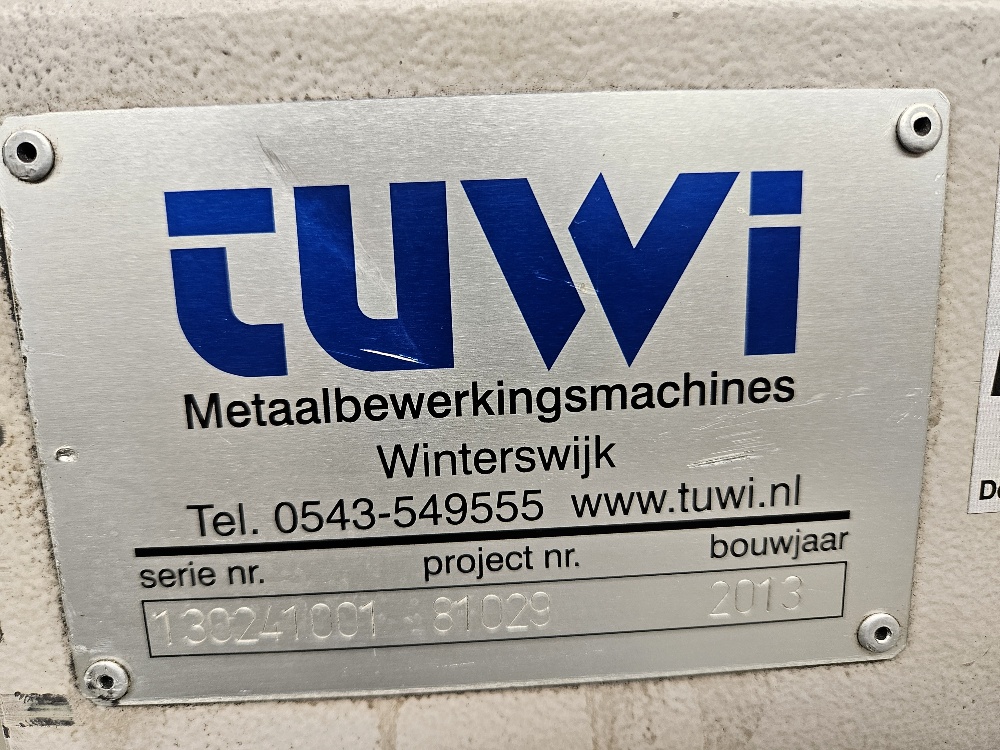 tuwi
Metaalbewerkingsmachines
Winterswijk
Tel. 0543-549555 www.tuwi.nl
serie nr. project nr. bouwjaar
130241001 81029 2013